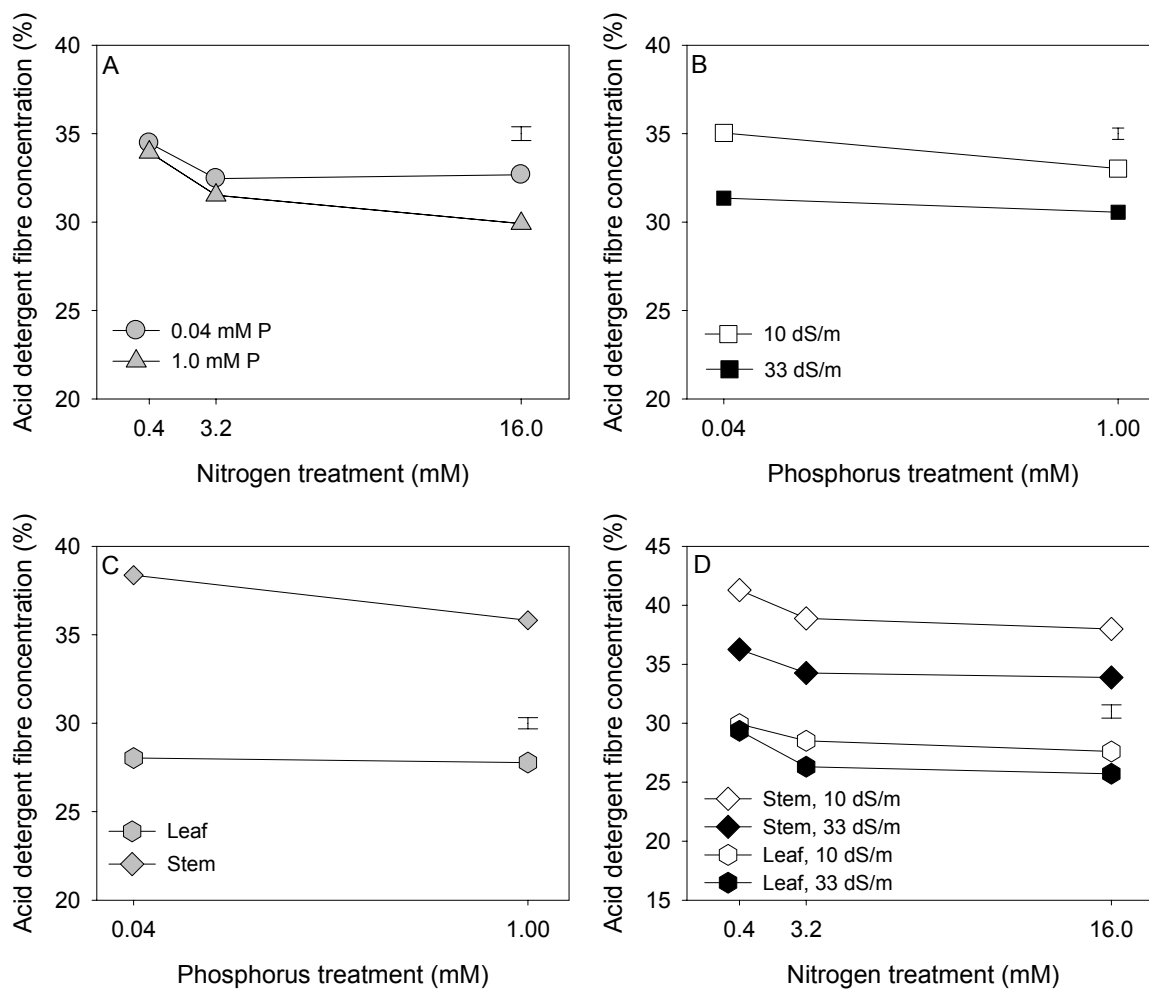 Acid detergent fibre concentration (%)
40
35
30
25
20
A
0.04 mM P
1.0 mM P
0.4
3.2
16.0
Nitrogen treatment (mM)
Acid detergent fibre concentration (%)
40
35
30
25
20
B
10 dS/m
33 dS/m
0.04
1.00
Phosphorus treatment (mM)
Acid detergent fibre concentration (%)
40
35
30
25
20
C
Leaf
Stem
0.04
1.00
Phosphorus treatment (mM)
Acid detergent fibre concentration (%)
45
40
35
30
25
20
15
D
Stem, 10 dS/m
Stem, 33 dS/m
Leaf, 10 dS/m
Leaf, 33 dS/m
0.4
3.2
16.0
Nitrogen treatment (mM)